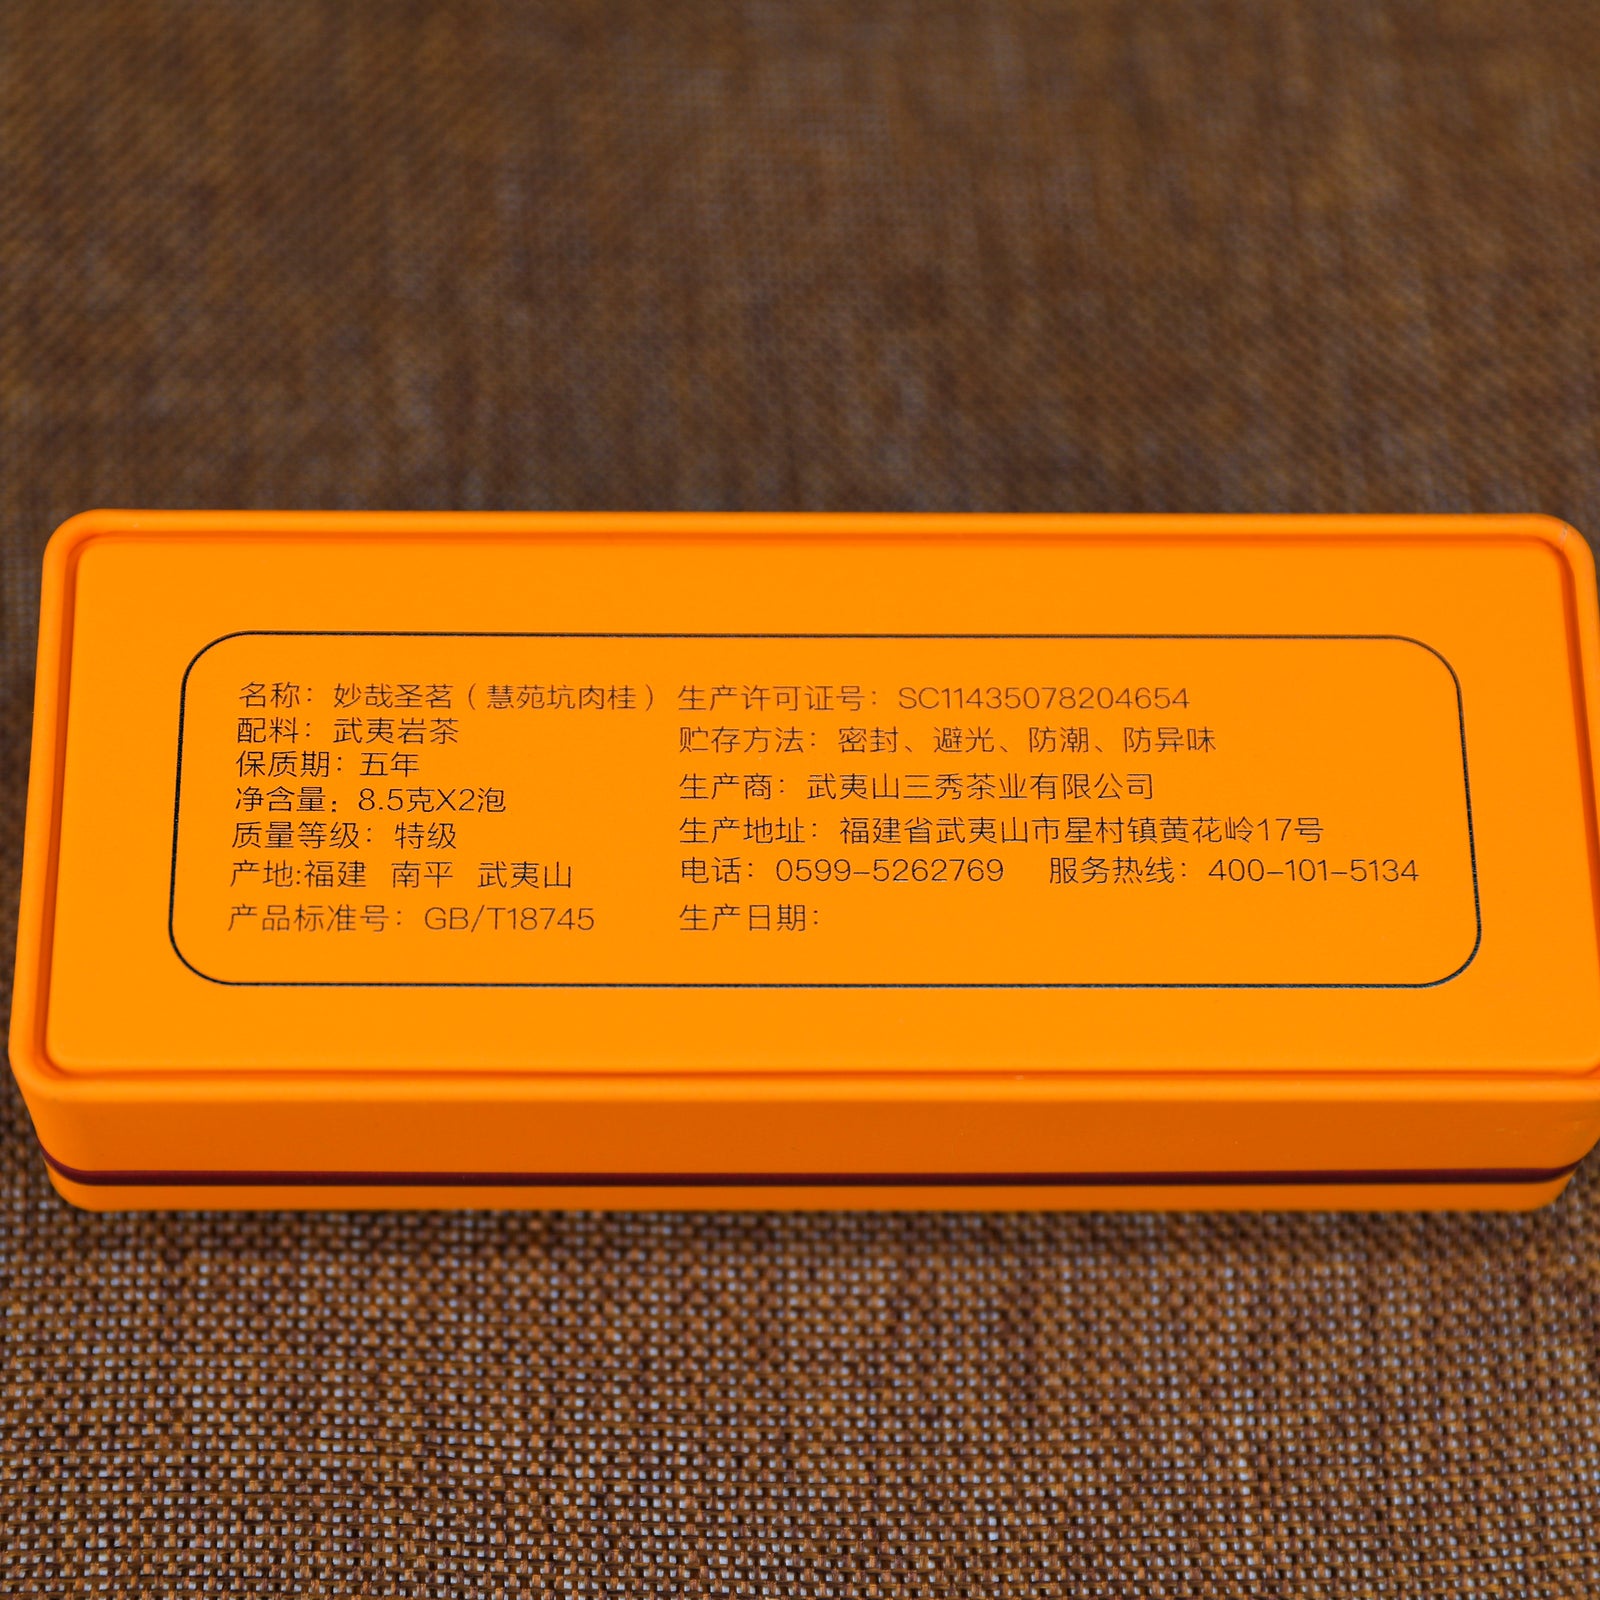 名称：妙哉圣茗（慧苑坑肉桂）
配料：武夷岩茶
保质期：五年
净含量：8.5克X2泡
质量等级：特级
产地:福建 南平 武夷山
产品标准号：GB/T18745
生产许可证号：SC11435078204654
贮存方法：密封、避光、防潮、防异味
生产商：武夷山三秀茶业有限公司
生产地址：福建省武夷山市星村镇黄花岭17号
电话：0599-5262769 服务热线：400-101-5134
生产日期：